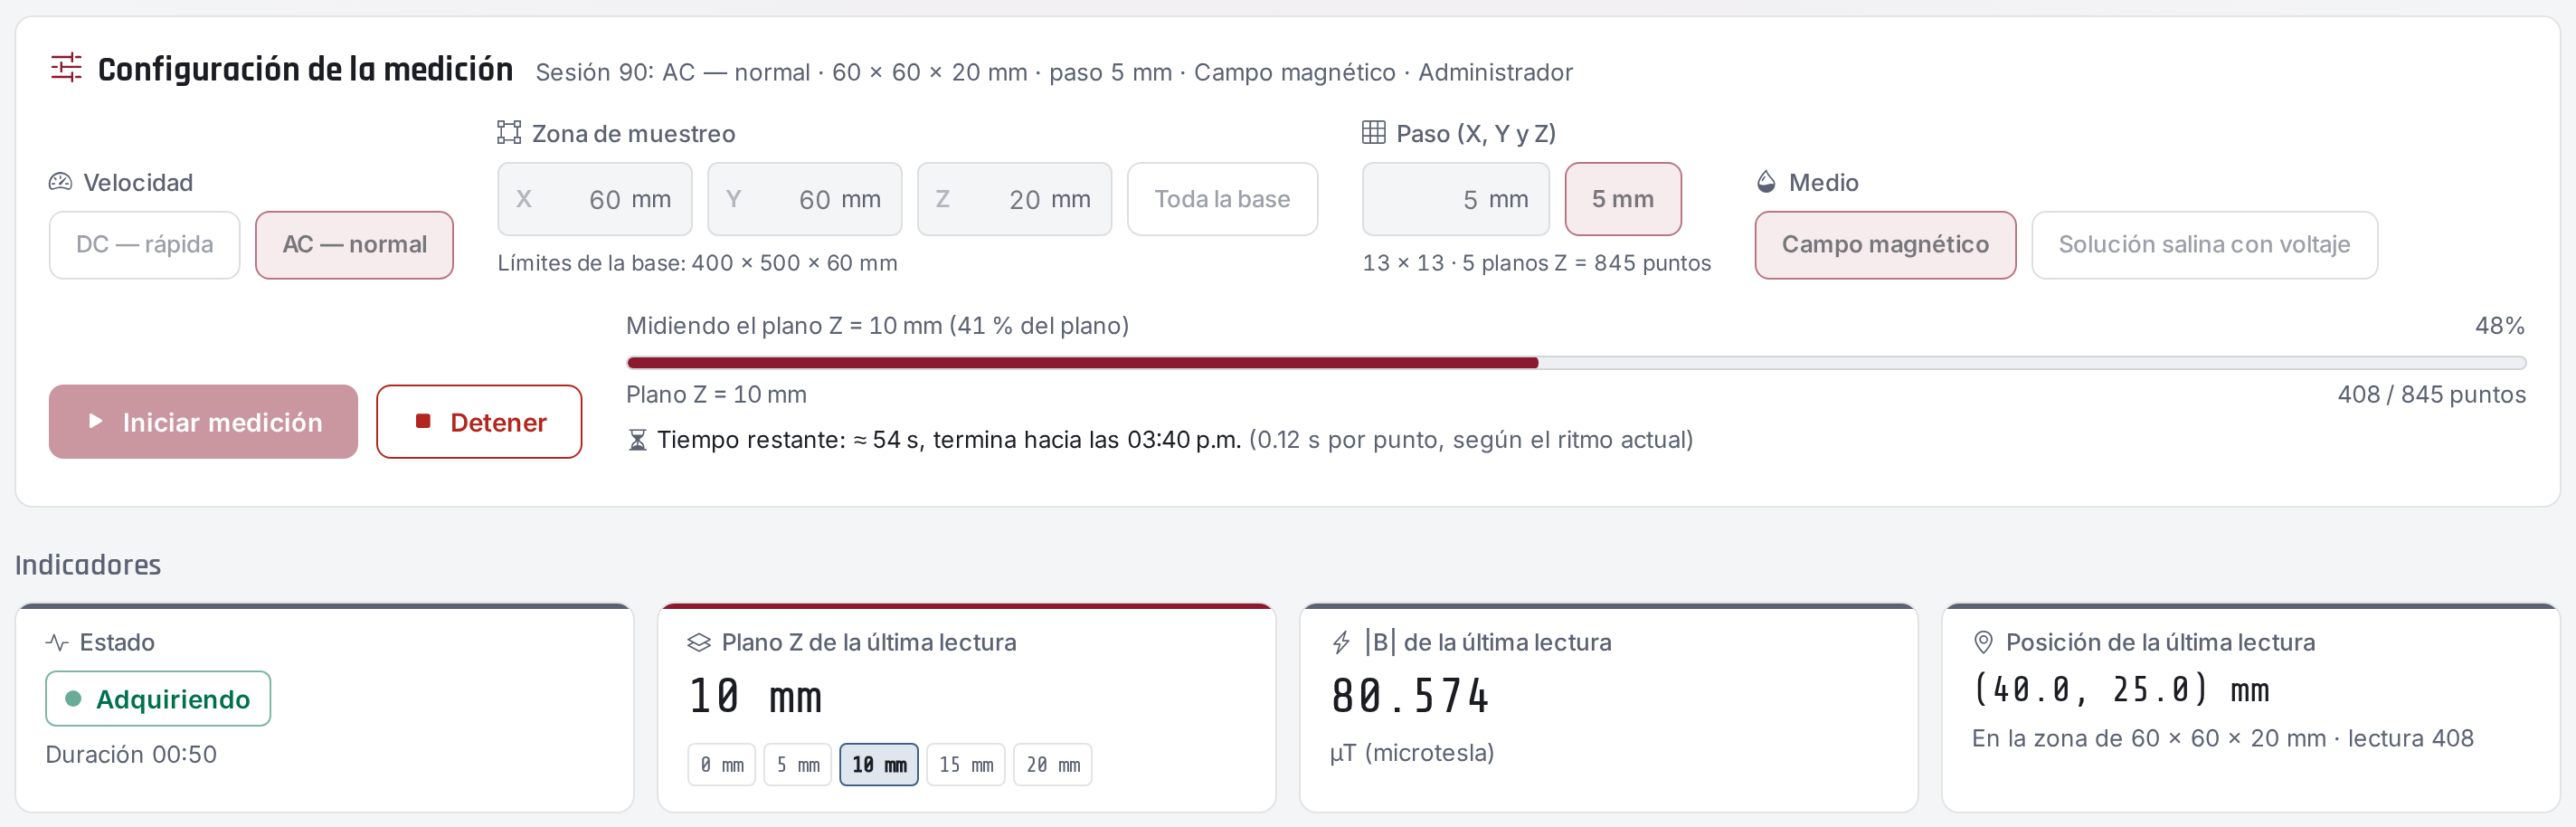 Configuración de la medición Sesión 90: AC — normal · 60 × 60 × 20 mm · paso 5 mm · Campo magnético · Administrador
Velocidad
DC — rápida AC — normal
Zona de muestreo
X 60 mm Y 60 mm Z 20 mm Toda la base
Límites de la base: 400 × 500 × 60 mm
Paso (X, Y y Z)
5 mm 5 mm
13 × 13 · 5 planos Z = 845 puntos
Medio
Campo magnético Solución salina con voltaje
Iniciar medición Detener
Midiendo el plano Z = 10 mm (41 % del plano) 48%
Plano Z = 10 mm 408 / 845 puntos
Tiempo restante: ≈ 54 s, termina hacia las 03:40 p.m. (0.12 s por punto, según el ritmo actual)
Indicadores
Estado
Adquiriendo
Duración 00:50
Plano Z de la última lectura
10 mm
0 mm 5 mm 10 mm 15 mm 20 mm
|B| de la última lectura
80.574
µT (microtesla)
Posición de la última lectura
(40.0, 25.0) mm
En la zona de 60 × 60 × 20 mm · lectura 408